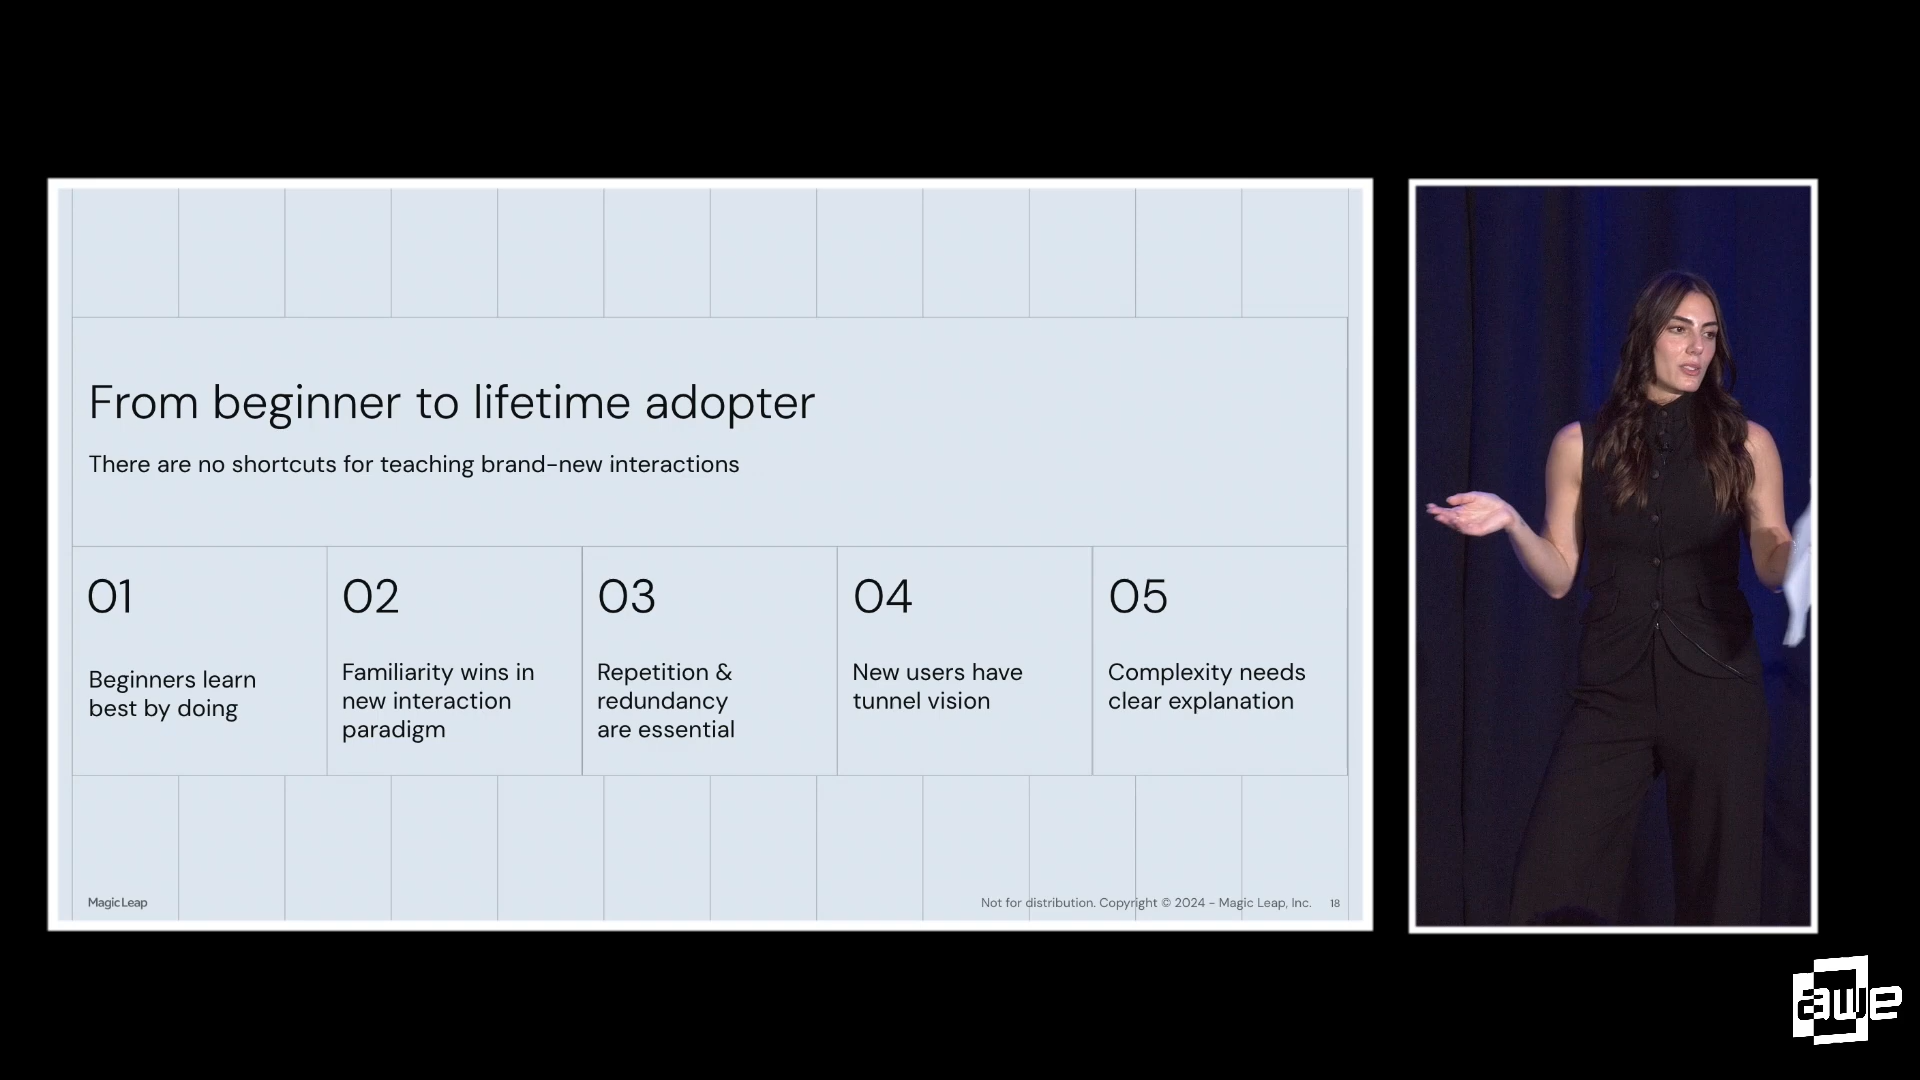 From beginner to lifetime adopter
There are no shortcuts for teaching brand-new interactions
01
Beginners learn
best by doing
02
Familiarity wins in
new interaction
paradigm
03
Repetition &
redundancy
are essential
04
New users have
tunnel vision
05
Complexity needs
clear explanation
Magic Leap
Not for distribution. Copyright © 2024 - Magic Leap, Inc. 18
awe